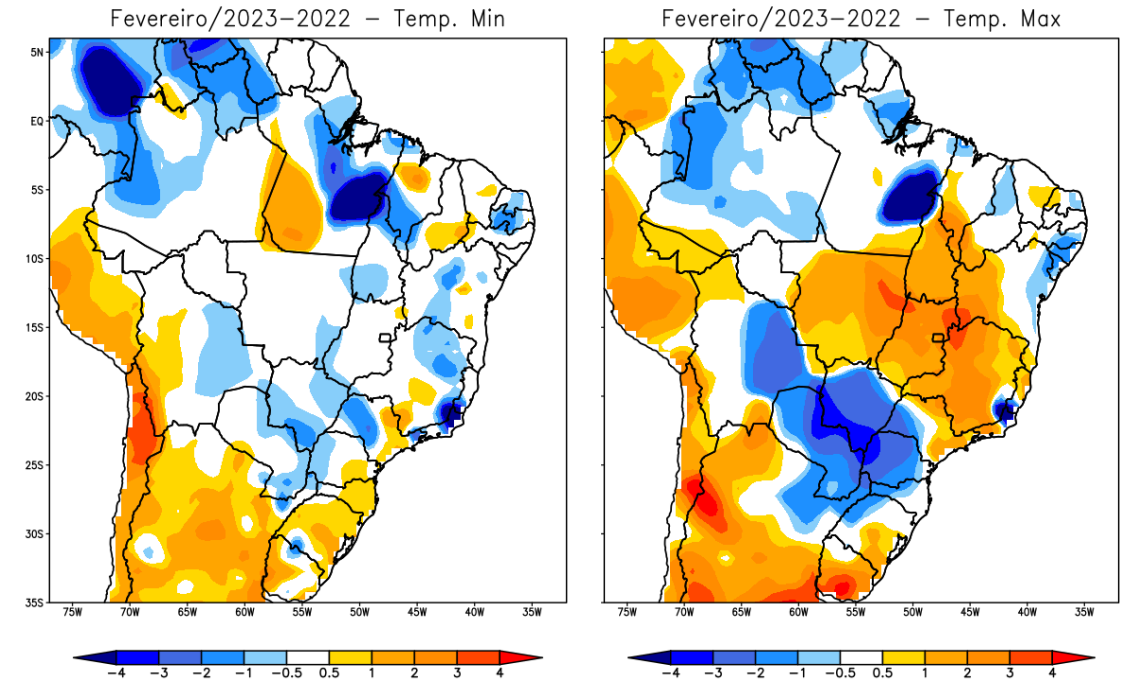 Fevereiro/2023-2022 - Temp. Min
5N
EQ
5S
10S
15S
20S
25S
30S
35S
75W 70W 65W 60W 55W 50W 45W 40W 35W
-4 -3 -2 -1 -0.5 0.5 1 2 3 4
Fevereiro/2023-2022 - Temp. Max
75W 70W 65W 60W 55W 50W 45W 40W 35W
-4 -3 -2 -1 -0.5 0.5 1 2 3 4